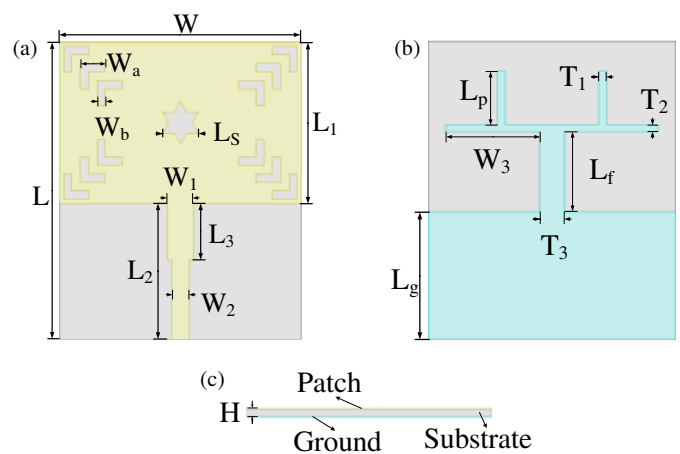 (a)
W
W_a
W_b
L_S
L_1
W_1
L
L_3
L_2
W_2
(b)
T_1
L_p
T_2
W_3
L_f
T_3
L_g
(c)
Patch
H
Ground
Substrate